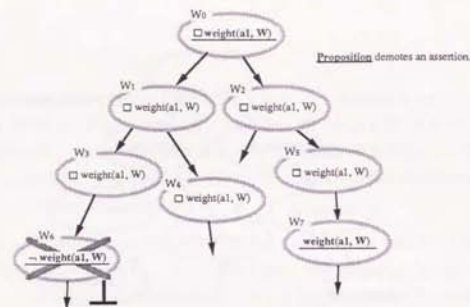 W0
□ weight(a1, W)
Proposition demotes an assertion.
W1
□ weight(a1, W)
W2
□ weight(a1, W)
W3
□ weight(a1, W)
W4
□ weight(a1, W)
W5
□ weight(a1, W)
W6
¬ weight(a1, W)
W7
weight(a1, W)